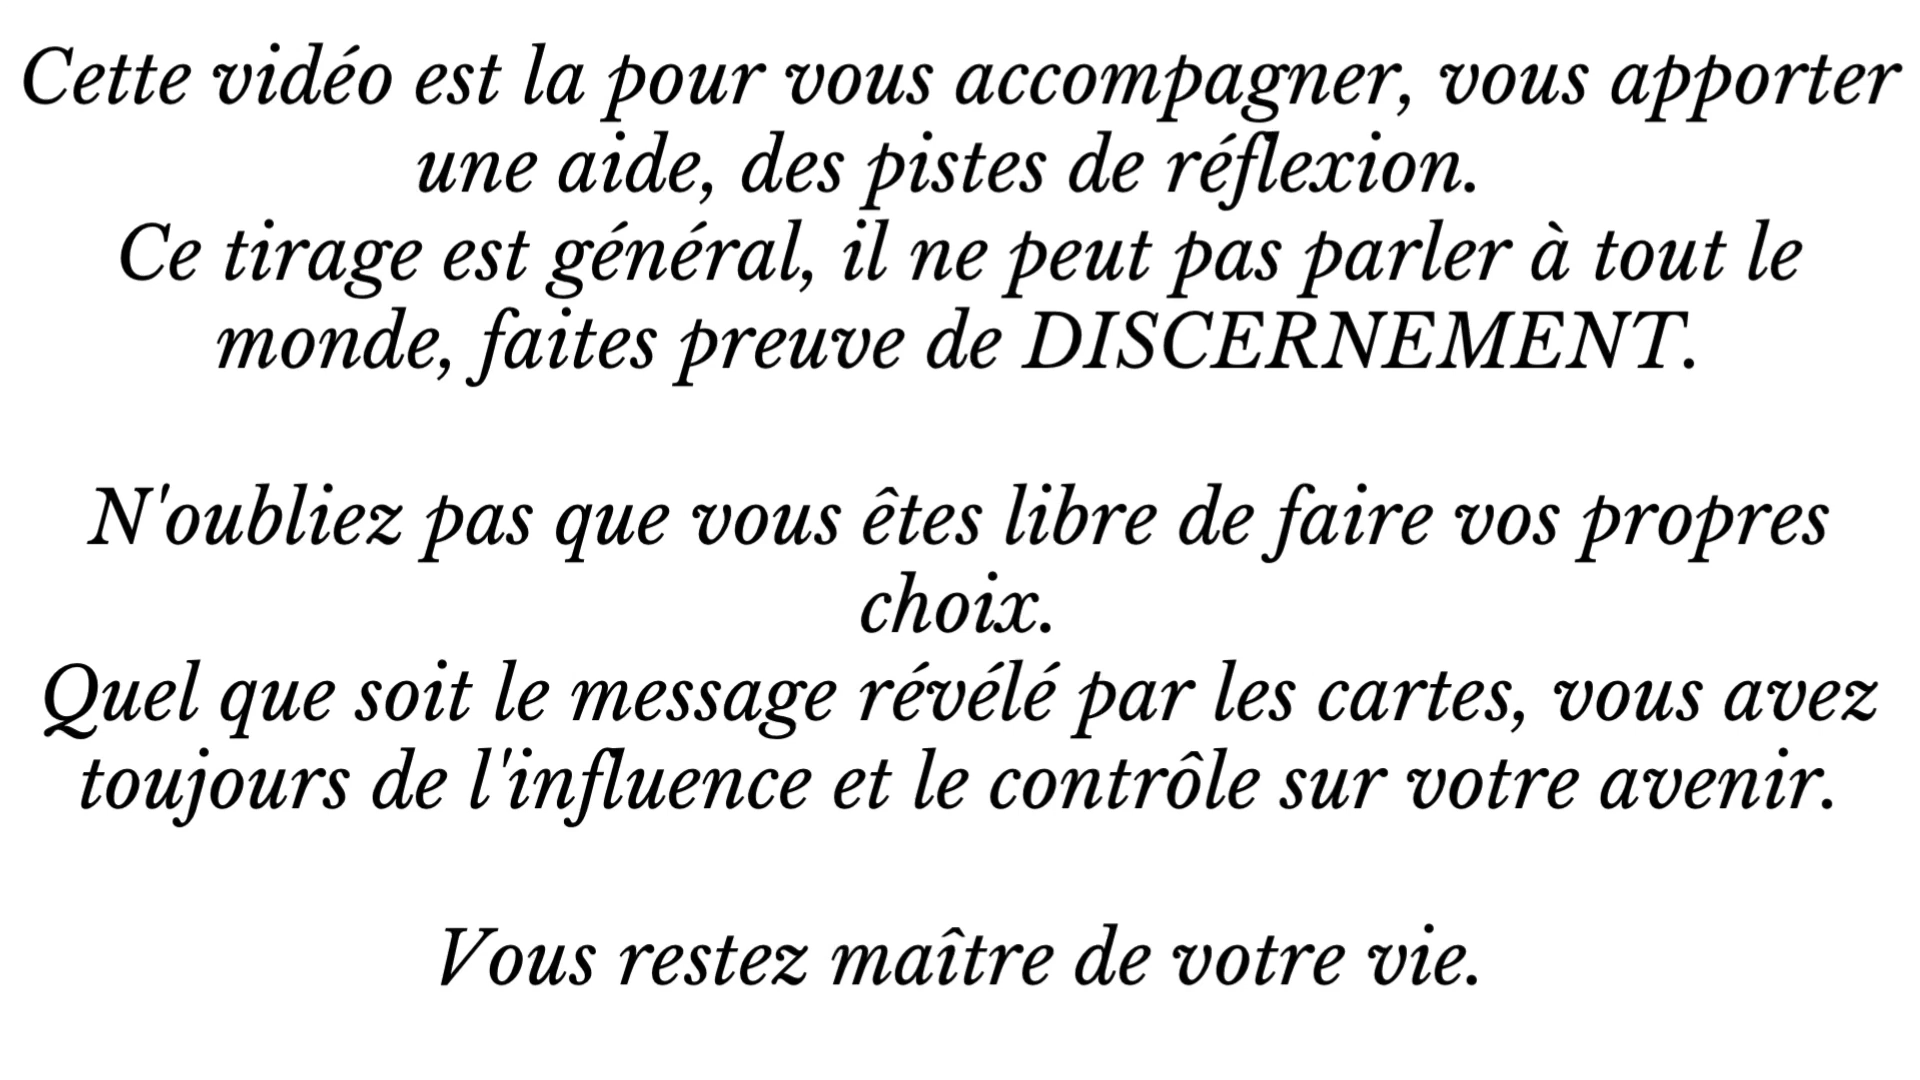 Cette vidéo est la pour vous accompagner, vous apporter
une aide, des pistes de réflexion.
Ce tirage est général, il ne peut pas parler à tout le
monde, faites preuve de DISCERNEMENT.
N'oubliez pas que vous êtes libre de faire vos propres
choix.
Quel que soit le message révélé par les cartes, vous avez
toujours de l'influence et le contrôle sur votre avenir.
Vous restez maître de votre vie.